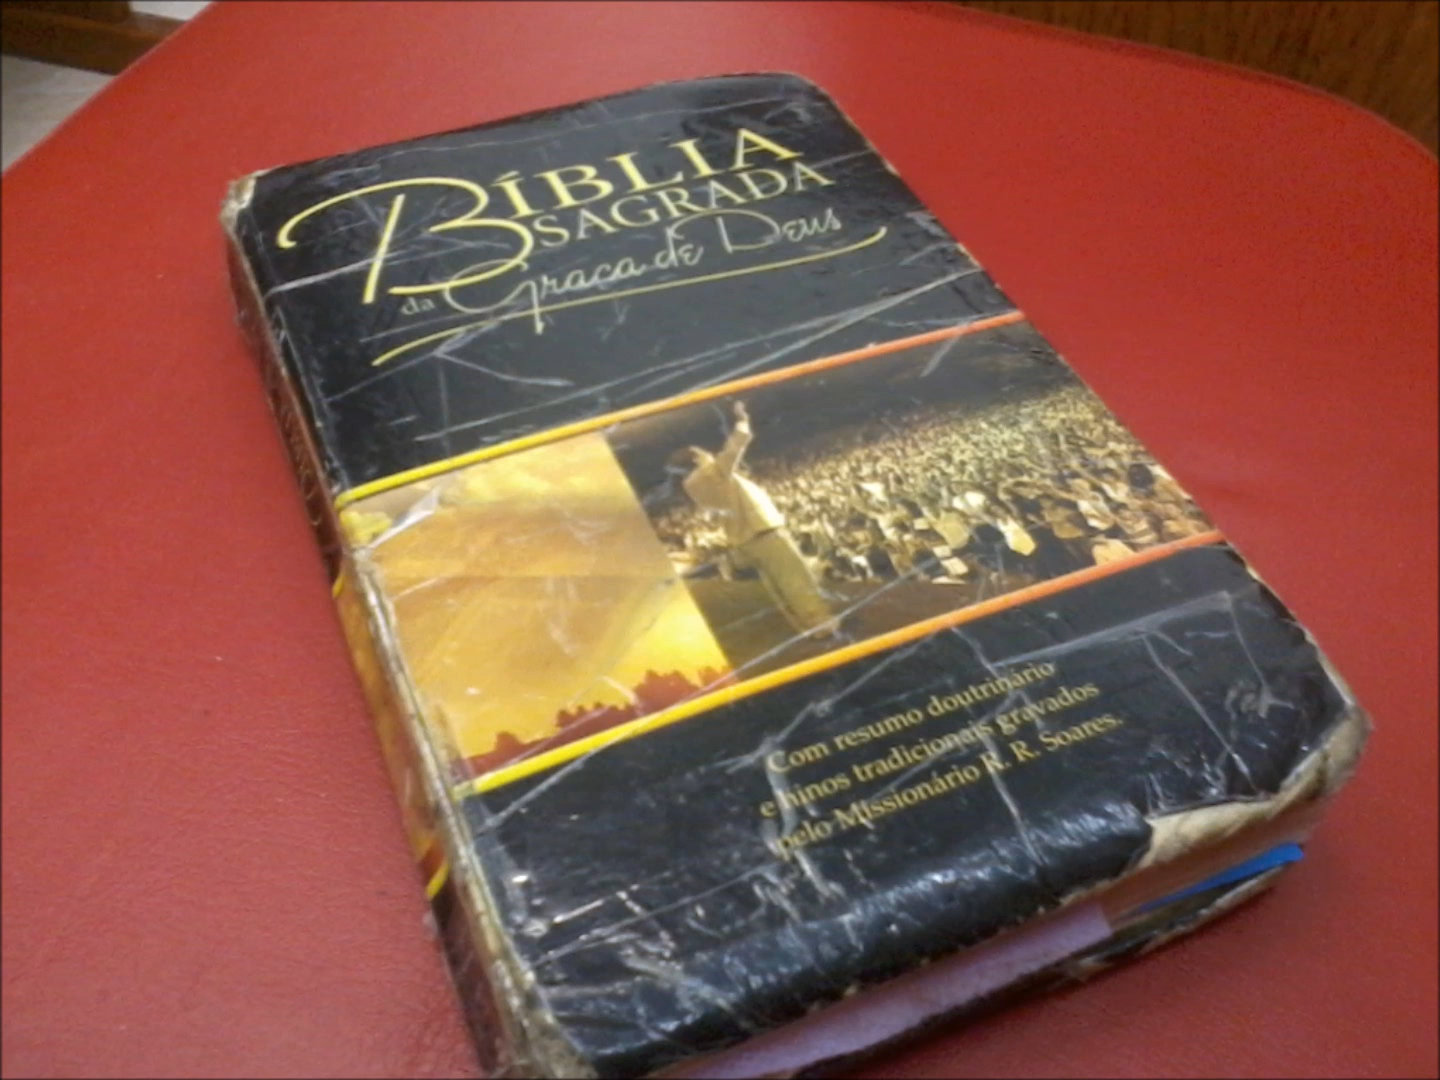 BÍBLIA
SAGRADA
da Graça de Deus
Com resumo doutrinário
e hinos tradicionais gravados
pelo Missionário R. R. Soares.